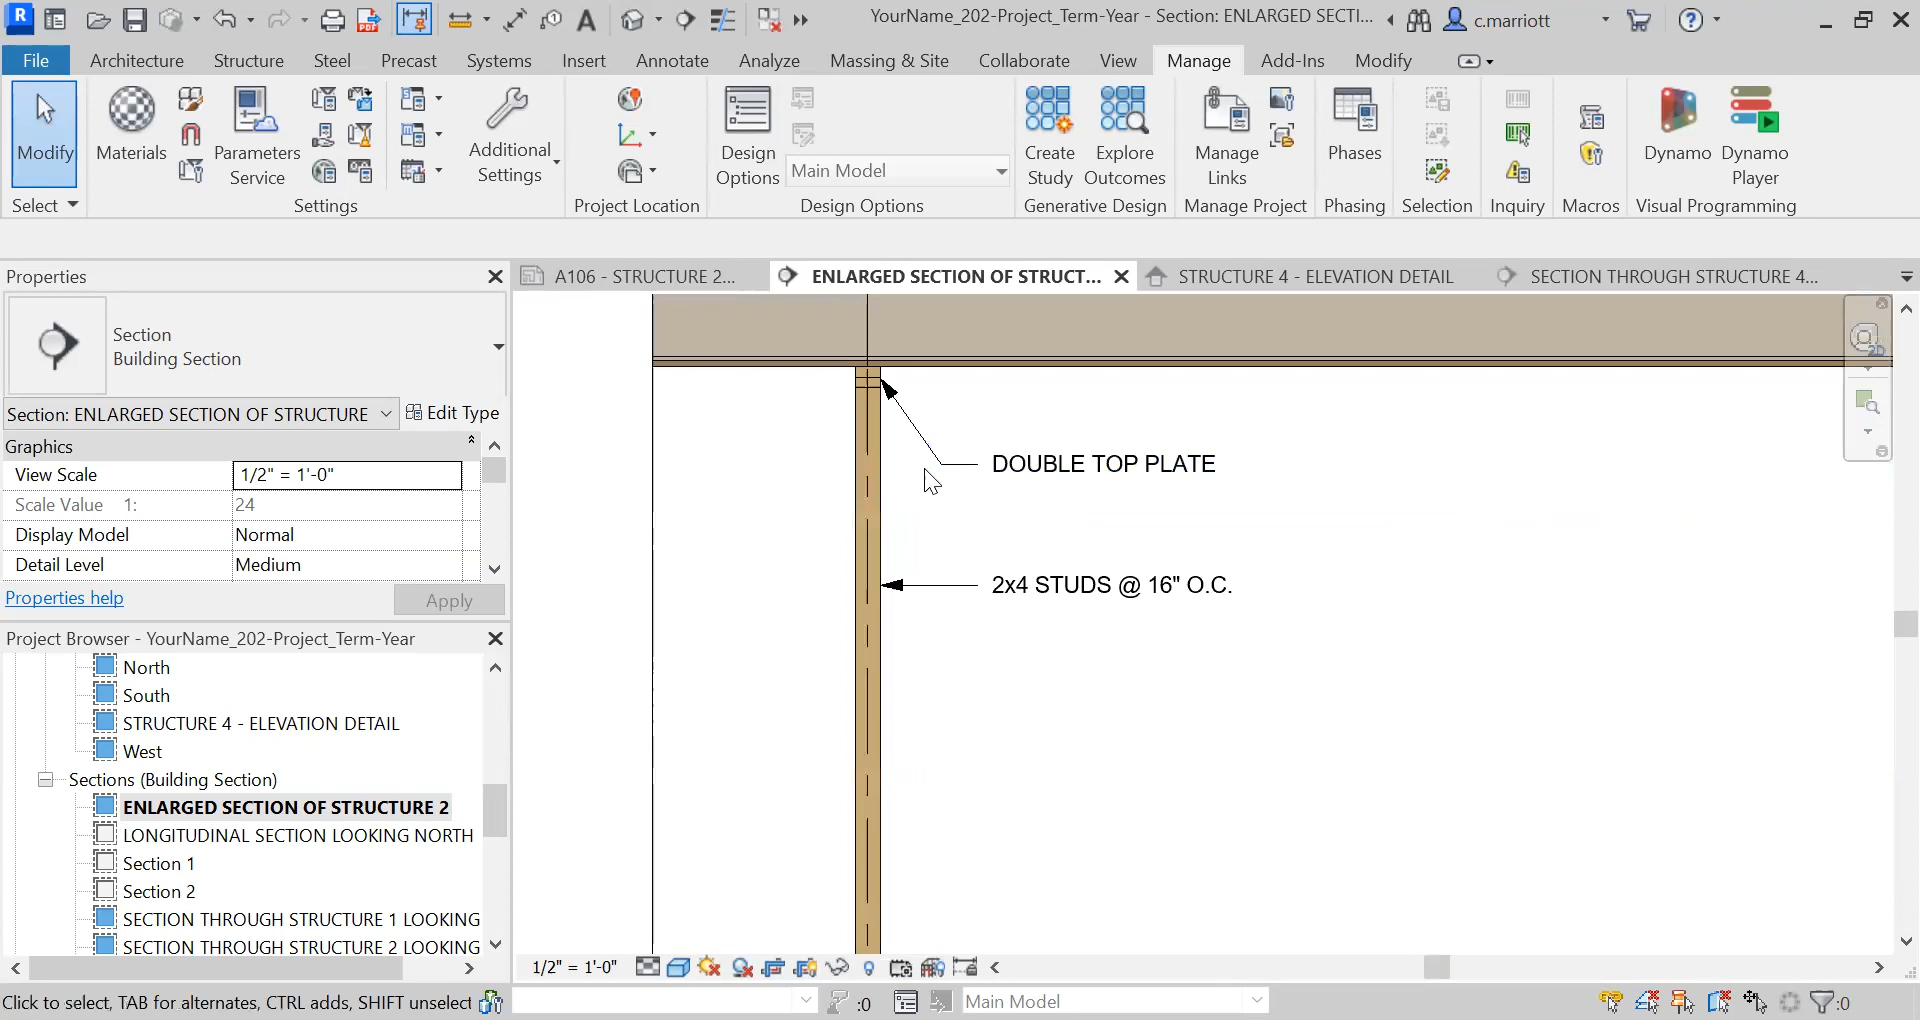 YourName_202-Project_Term-Year - Section: ENLARGED SECTI...
c.marriott
File Architecture Structure Steel Precast Systems Insert Annotate Analyze Massing & Site Collaborate View Manage Add-Ins Modify
Modify
Materials
Parameters Service
Additional Settings
Design Options
Main Model
Create Study
Explore Outcomes
Manage Links
Phases
Dynamo
Dynamo Player
Select Settings Project Location Design Options Generative Design Manage Project Phasing Selection Inquiry Macros Visual Programming
Properties
A106 - STRUCTURE 2...
ENLARGED SECTION OF STRUCT...
STRUCTURE 4 - ELEVATION DETAIL
SECTION THROUGH STRUCTURE 4...
Section
Building Section
Section: ENLARGED SECTION OF STRUCTURE
Edit Type
Graphics
View Scale 1/2" = 1'-0"
Scale Value 1: 24
Display Model Normal
Detail Level Medium
Properties help
Apply
Project Browser - YourName_202-Project_Term-Year
North
South
STRUCTURE 4 - ELEVATION DETAIL
West
Sections (Building Section)
ENLARGED SECTION OF STRUCTURE 2
LONGITUDINAL SECTION LOOKING NORTH
Section 1
Section 2
SECTION THROUGH STRUCTURE 1 LOOKING
SECTION THROUGH STRUCTURE 2 LOOKING
2D
DOUBLE TOP PLATE
2x4 STUDS @ 16" O.C.
1/2" = 1'-0"
Click to select, TAB for alternates, CTRL adds, SHIFT unselect
:0
Main Model
:0